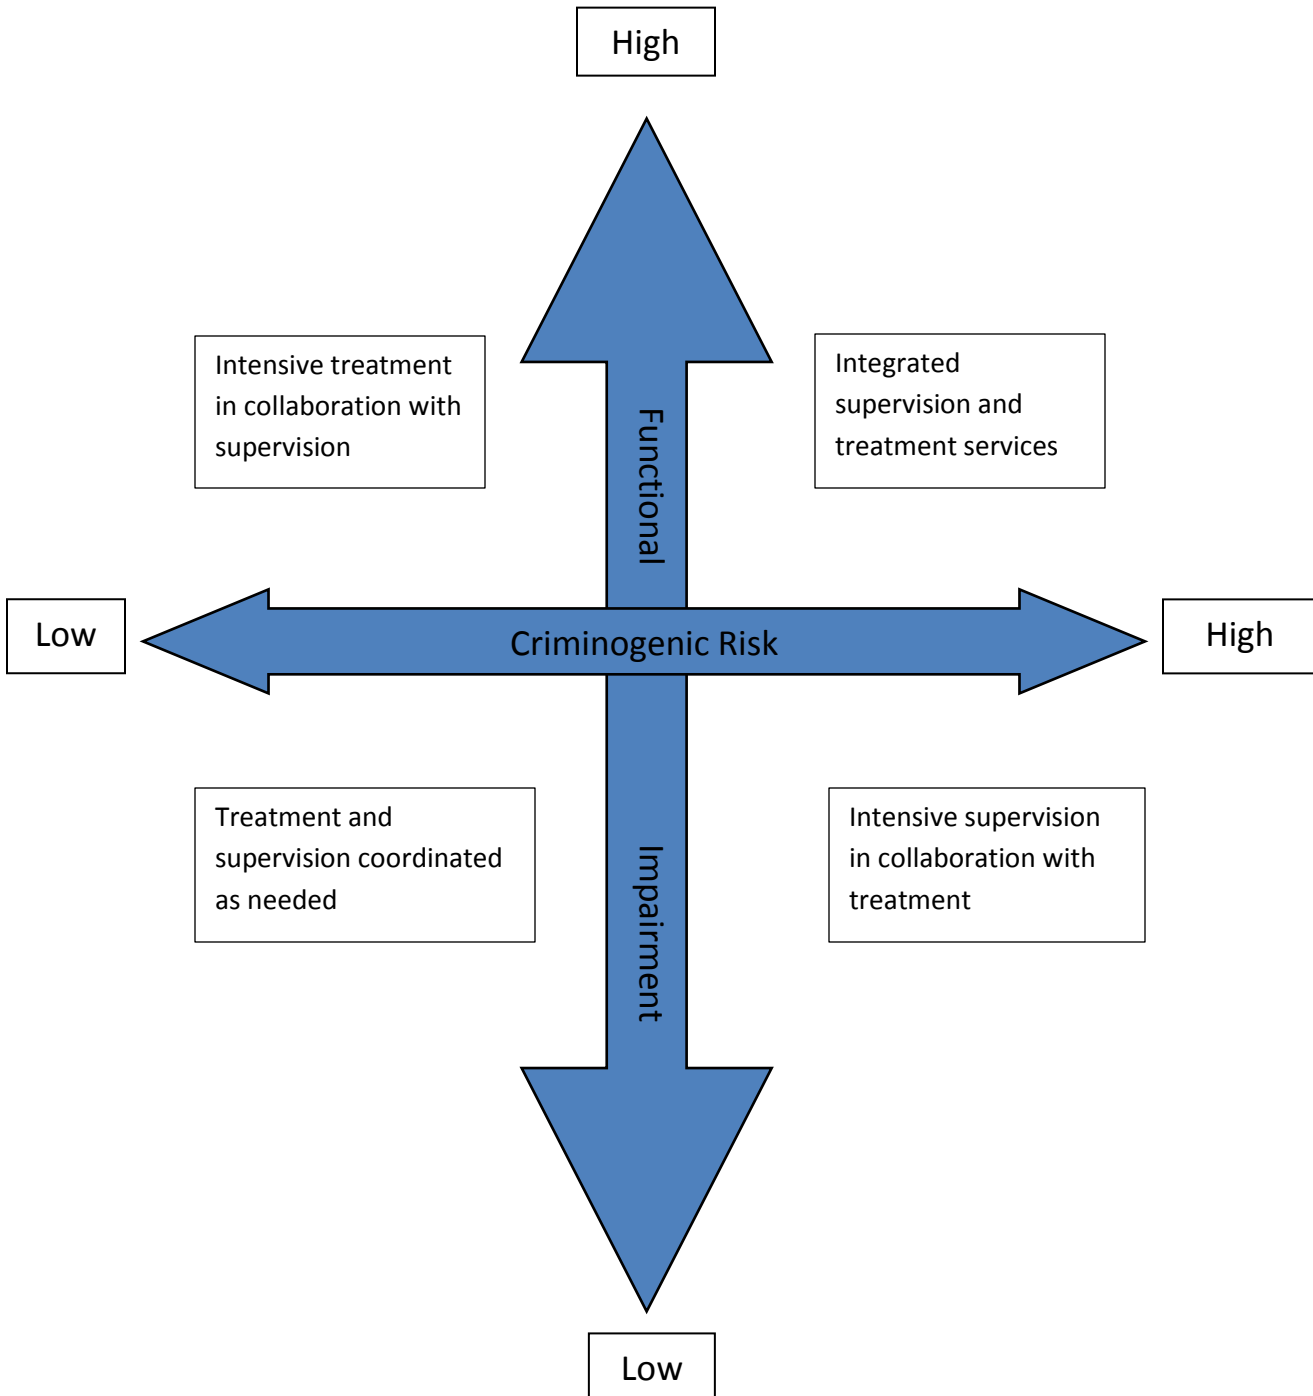 High
Intensive treatment
in collaboration with
supervision
Integrated
supervision and
treatment services
Functional
Low
Criminogenic Risk
High
Treatment and
supervision coordinated
as needed
Impairment
Intensive supervision
in collaboration with
treatment
Low